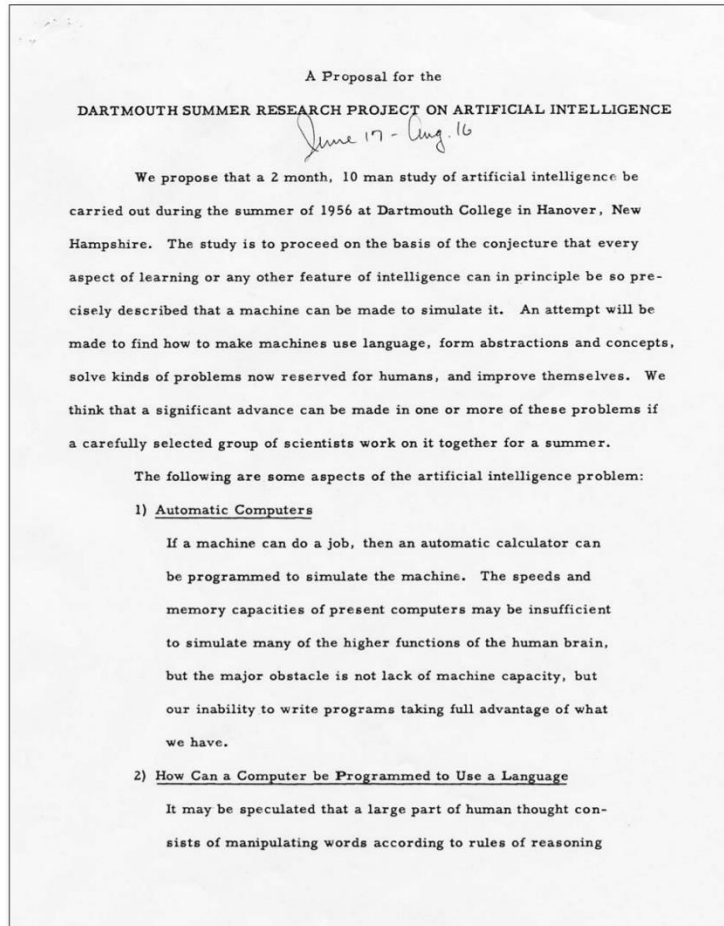 A Proposal for the
DARTMOUTH SUMMER RESEARCH PROJECT ON ARTIFICIAL INTELLIGENCE
June 17 - Aug. 16
We propose that a 2 month, 10 man study of artificial intelligence be
carried out during the summer of 1956 at Dartmouth College in Hanover, New
Hampshire. The study is to proceed on the basis of the conjecture that every
aspect of learning or any other feature of intelligence can in principle be so pre-
cisely described that a machine can be made to simulate it. An attempt will be
made to find how to make machines use language, form abstractions and concepts,
solve kinds of problems now reserved for humans, and improve themselves. We
think that a significant advance can be made in one or more of these problems if
a carefully selected group of scientists work on it together for a summer.
The following are some aspects of the artificial intelligence problem:
1) Automatic Computers
If a machine can do a job, then an automatic calculator can
be programmed to simulate the machine. The speeds and
memory capacities of present computers may be insufficient
to simulate many of the higher functions of the human brain,
but the major obstacle is not lack of machine capacity, but
our inability to write programs taking full advantage of what
we have.
2) How Can a Computer be Programmed to Use a Language
It may be speculated that a large part of human thought con-
sists of manipulating words according to rules of reasoning